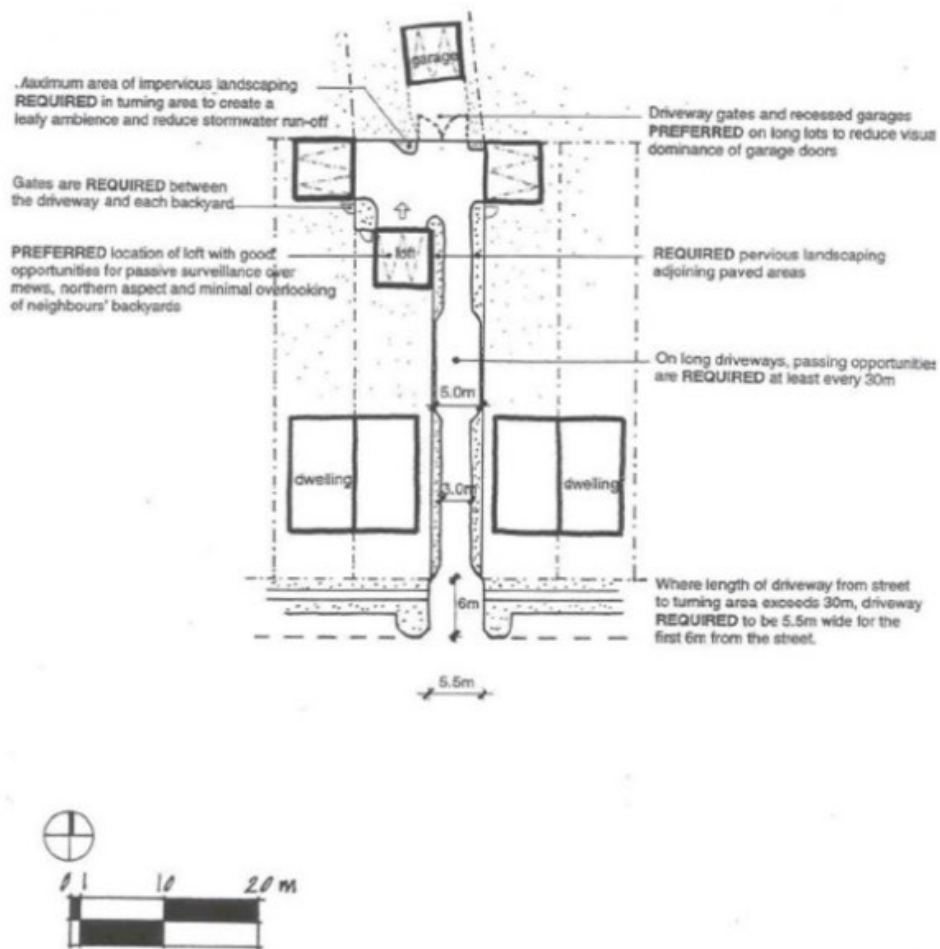 garage
.Maximum area of impervious landscaping
REQUIRED in turning area to create a
leafy ambience and reduce stormwater run-off
Driveway gates and recessed garages
PREFERRED on long lots to reduce visua
dominance of garage doors
Gates are REQUIRED between
the driveway and each backyard
PREFERRED location of loft with good
opportunities for passive surveillance over
mews, northern aspect and minimal overlooking
of neighbours' backyards
loft
REQUIRED pervious landscaping
adjoining paved areas
On long driveways, passing opportunities
are REQUIRED at least every 30m
5.0m
dwelling
3.0m
dwelling
6m
Where length of driveway from street
to turning area exceeds 30m, driveway
REQUIRED to be 5.5m wide for the
first 6m from the street.
5.5m
0 1 10 20 m